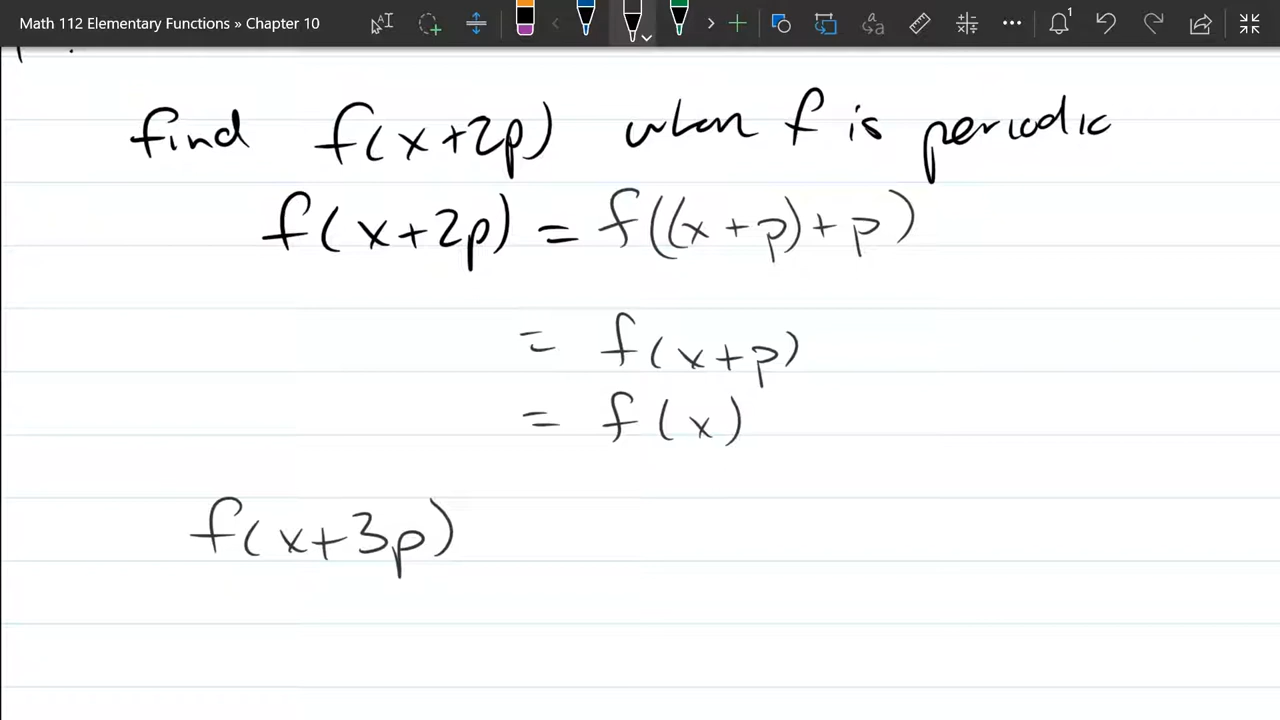 Math 112 Elementary Functions » Chapter 10
find f(x+2p) when f is periodic
f(x+2p) = f((x+p)+p)
= f(x+p)
= f(x)
f(x+3p)